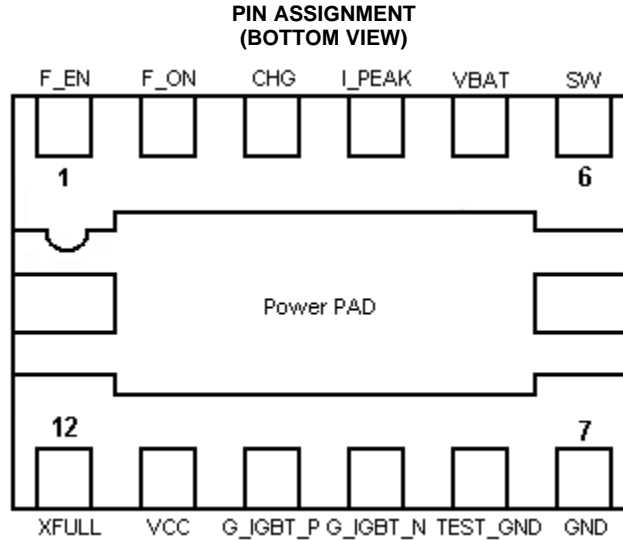 PIN ASSIGNMENT
(BOTTOM VIEW)
F_EN F_ON CHG I_PEAK VBAT SW
1 6
Power PAD
12 7
XFULL VCC G_IGBT_P G_IGBT_N TEST_GND GND